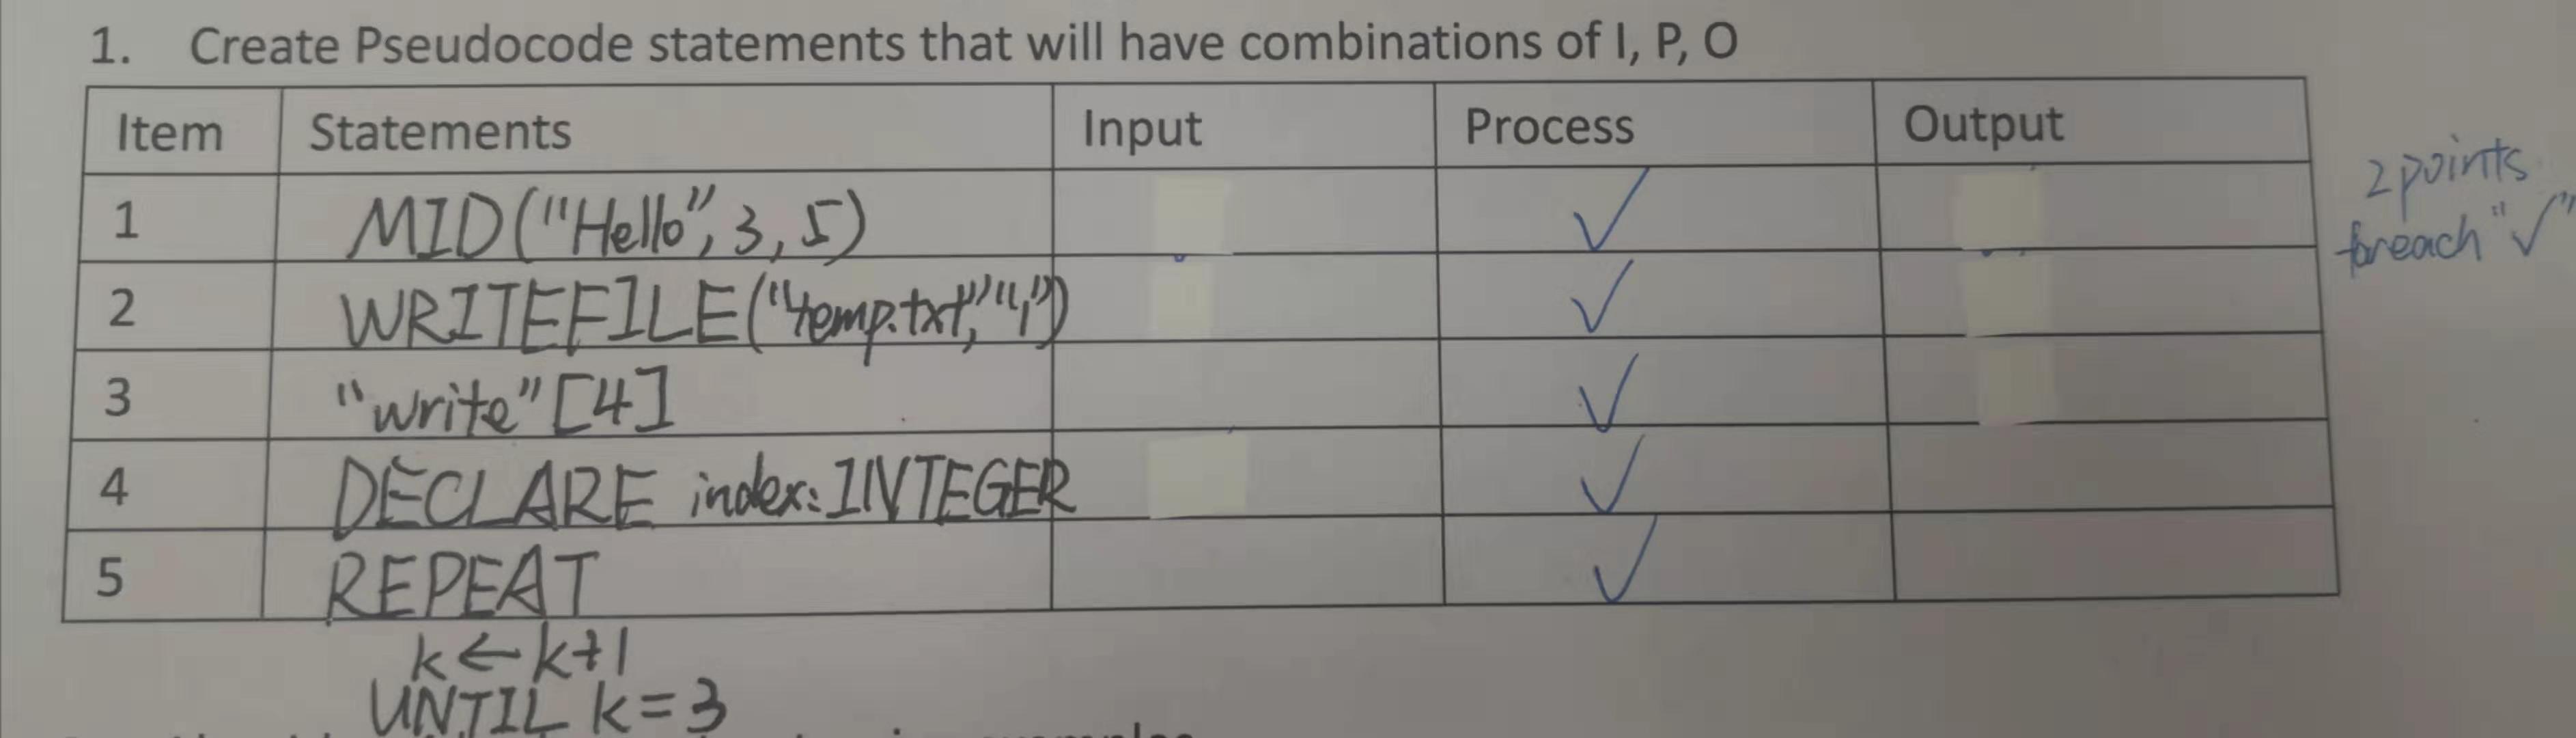 1. Create Pseudocode statements that will have combinations of I, P, O
Item Statements Input Process Output
1 MID("Hello", 3, 5) ✓
2 WRITEFILE("temp.txt","1") ✓
3 "write"[4] ✓
4 DECLARE index: INTEGER ✓
5 REPEAT ✓
k ← k+1
UNTIL k = 3
2 points
foreach "✓"